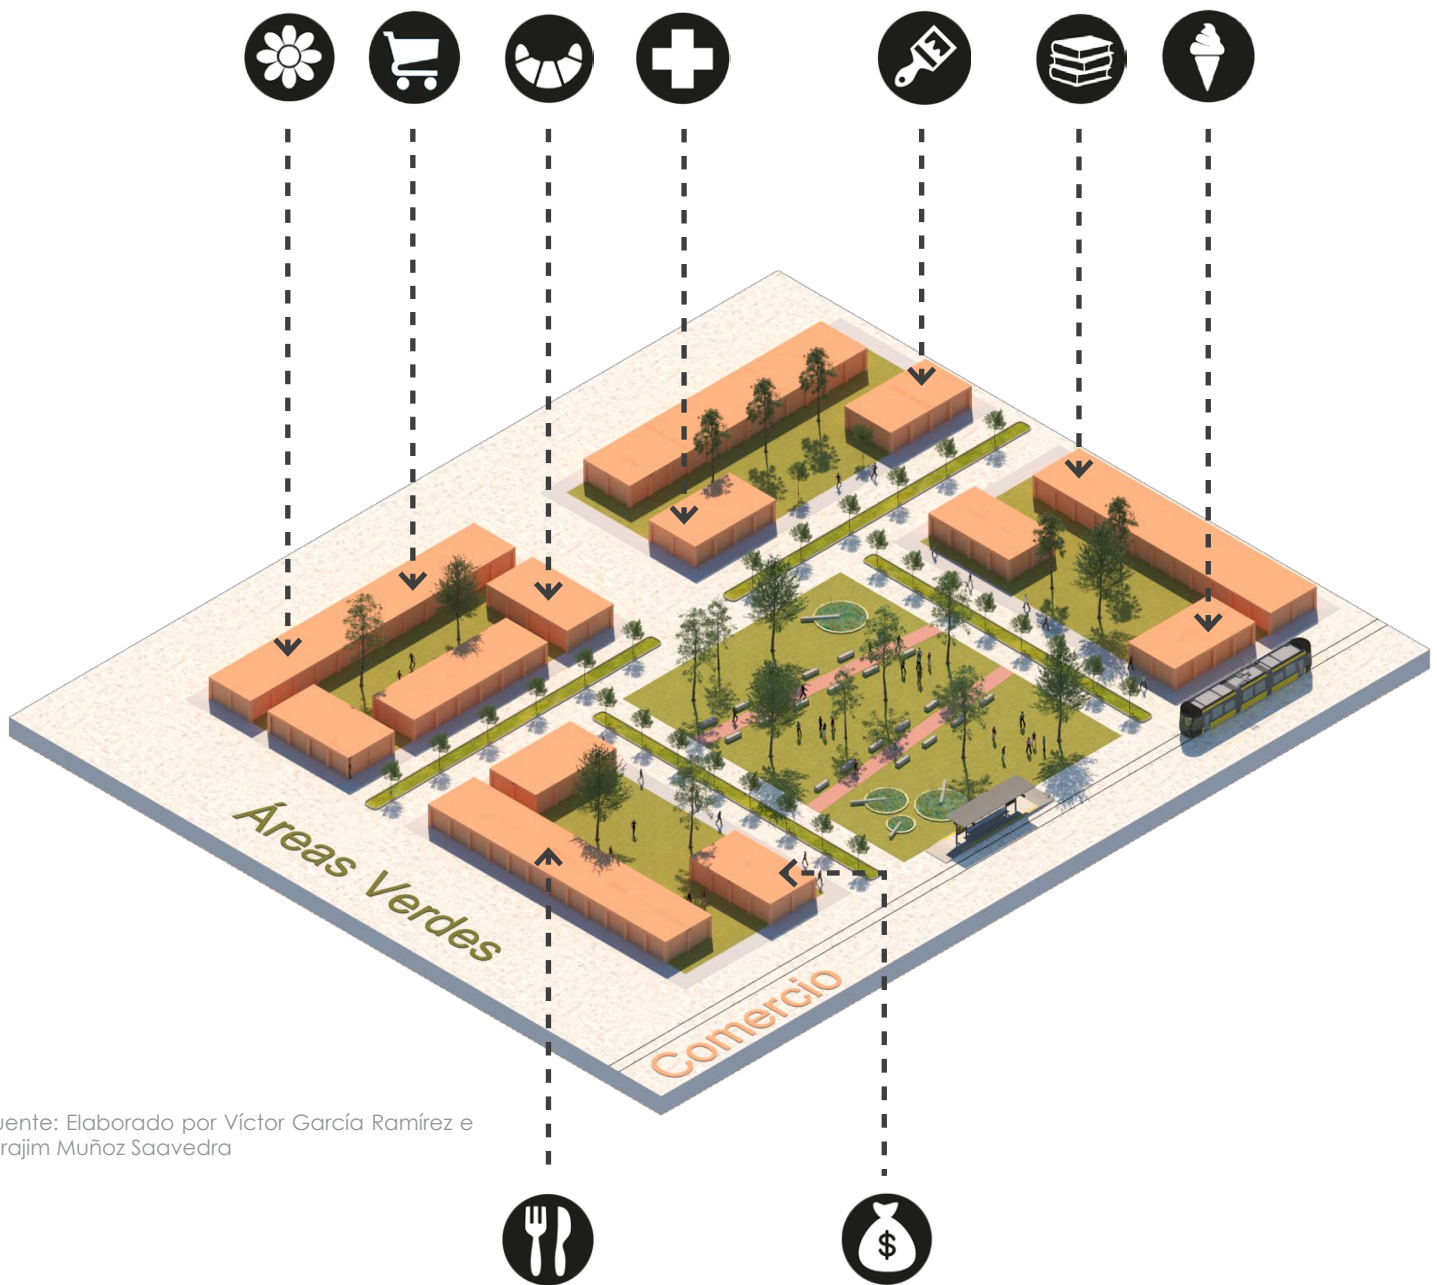 $
Áreas Verdes
Comercio
uente: Elaborado por Víctor García Ramírez e
rajim Muñoz Saavedra